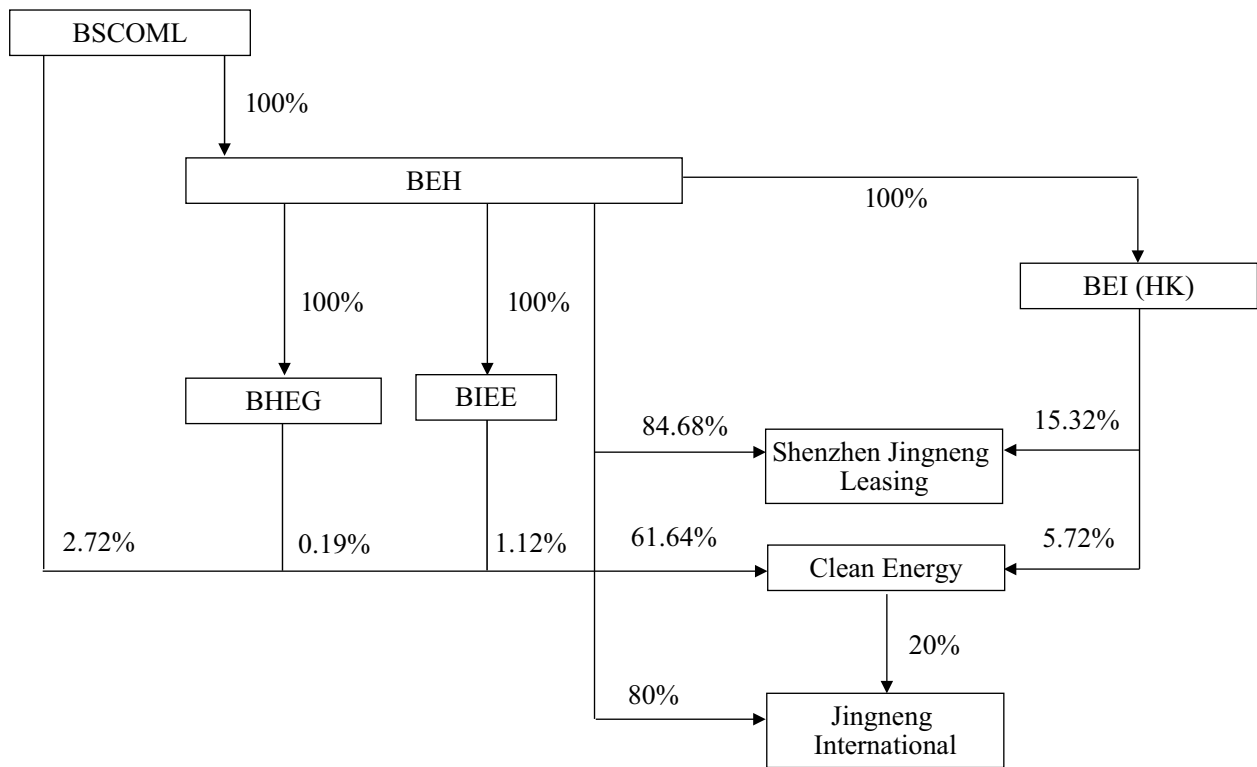 BSCOML
100%
BEH
100%
BEI (HK)
100%
100%
BHEG
BIEE
84.68%
15.32%
Shenzhen Jingneng
Leasing
2.72%
0.19%
1.12%
61.64%
5.72%
Clean Energy
20%
80%
Jingneng
International